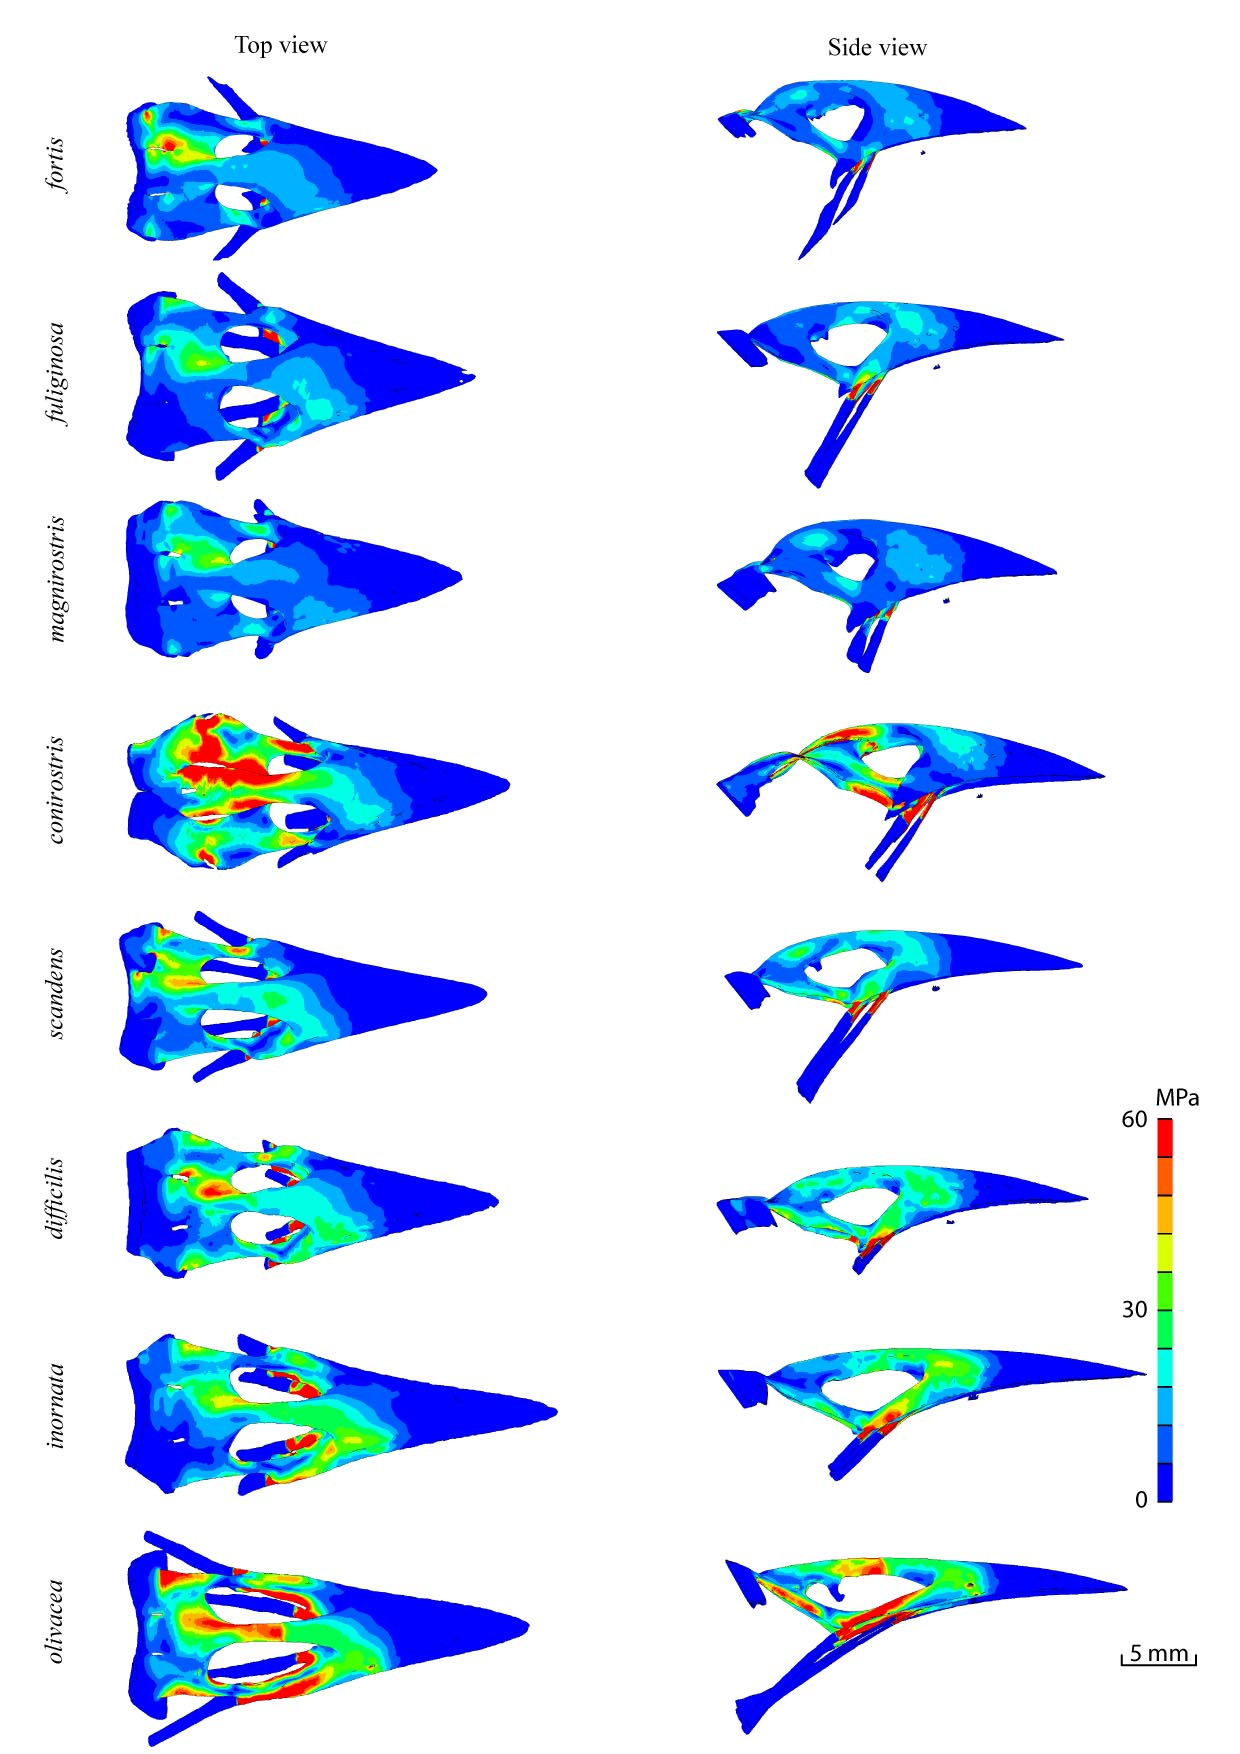 Top view
Side view
fortis
fuliginosa
magnirostris
conirostris
scandens
difficilis
MPa
60
30
0
inornata
olivacea
5 mm